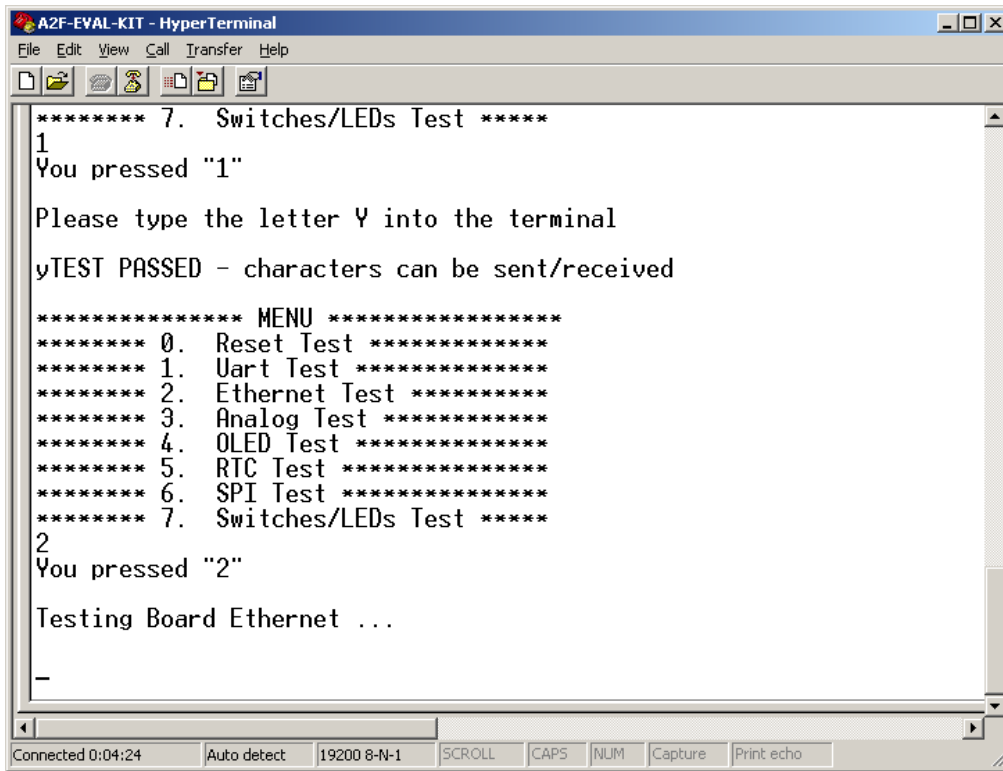 A2F-EVAL-KIT - HyperTerminal
File Edit View Call Transfer Help
******** 7.  Switches/LEDs Test *****
1
You pressed "1"
Please type the letter Y into the terminal
yTEST PASSED - characters can be sent/received
*************** MENU *****************
******** 0.  Reset Test *************
******** 1.  Uart Test **************
******** 2.  Ethernet Test **********
******** 3.  Analog Test ************
******** 4.  OLED Test **************
******** 5.  RTC Test ***************
******** 6.  SPI Test ***************
******** 7.  Switches/LEDs Test *****
2
You pressed "2"
Testing Board Ethernet ...
_
Connected 0:04:24 Auto detect 19200 8-N-1 SCROLL CAPS NUM Capture Print echo